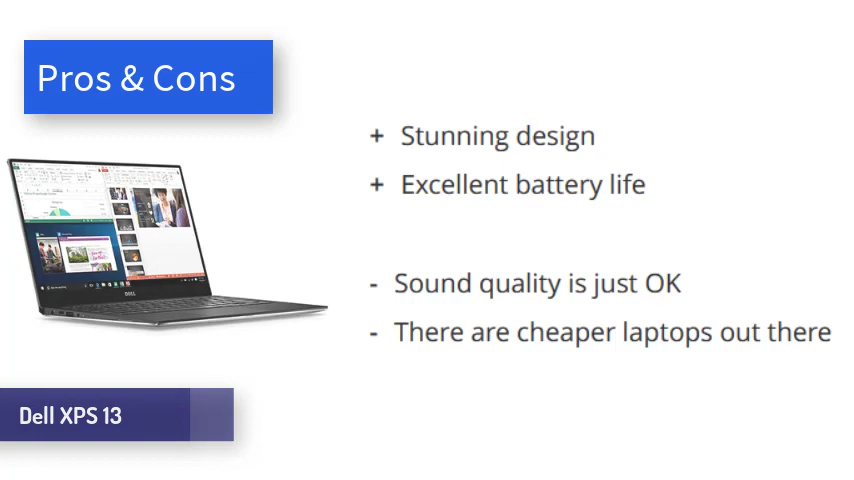 Pros & Cons
+ Stunning design
+ Excellent battery life
- Sound quality is just OK
- There are cheaper laptops out there
DELL
Dell XPS 13